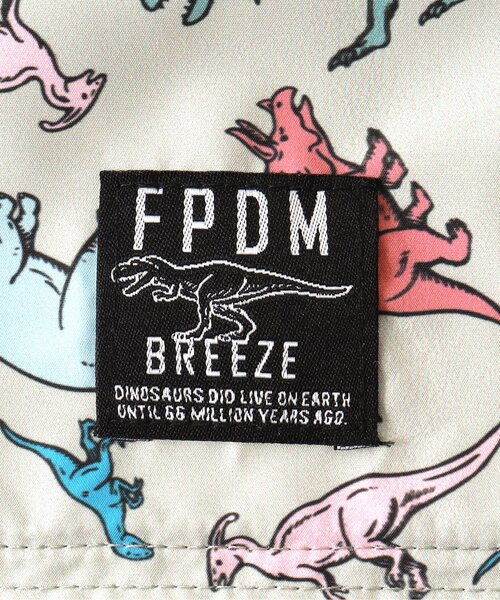 FPDM
BREEZE
DINOSAURS DID LIVE ON EARTH
UNTIL 66 MILLION YEARS AGO.